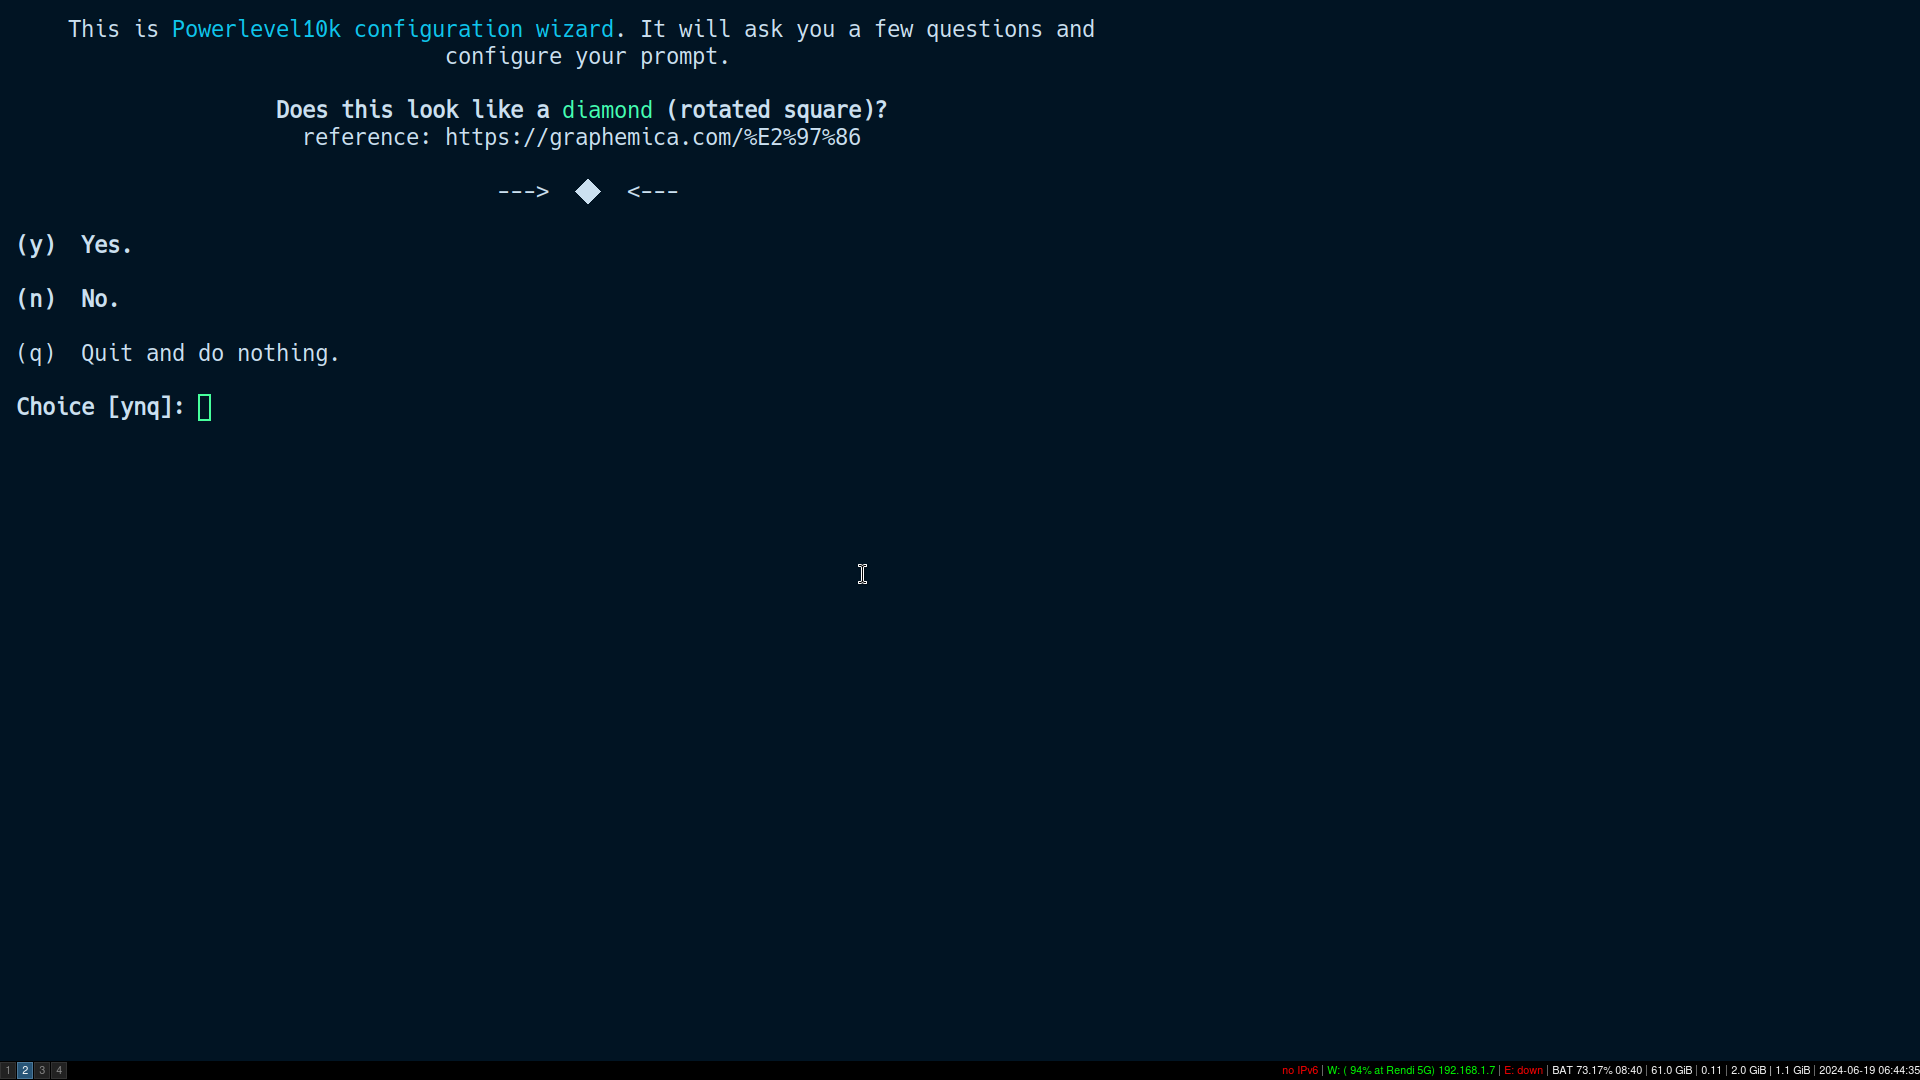 This is Powerlevel10k configuration wizard. It will ask you a few questions and
configure your prompt.
Does this look like a diamond (rotated square)?
reference: https://graphemica.com/%E2%97%86
---> ◆ <---
(y) Yes.
(n) No.
(q) Quit and do nothing.
Choice [ynq]:
1 2 3 4 no IPv6 | W: ( 94% at Rendi 5G) 192.168.1.7 | E: down | BAT 73.17% 08:40 | 61.0 GiB | 0.11 | 2.0 GiB | 1.1 GiB | 2024-06-19 06:44:35